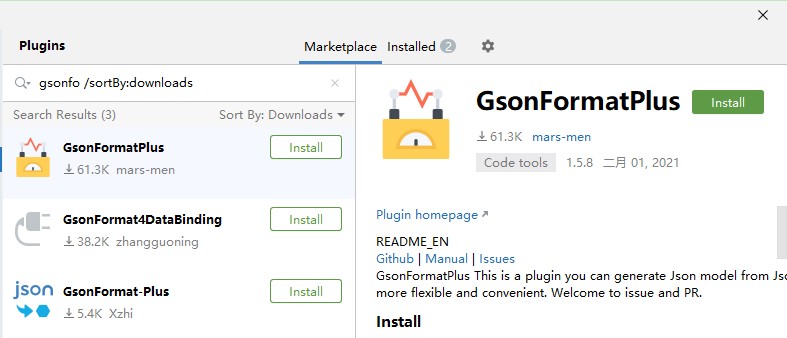 Plugins
Marketplace Installed 2
gsonfo /sortBy:downloads
Search Results (3) Sort By: Downloads
GsonFormatPlus
Install
61.3K mars-men
GsonFormat4DataBinding
Install
38.2K zhangguoning
json
GsonFormat-Plus
Install
5.4K Xzhi
GsonFormatPlus
Install
61.3K mars-men
Code tools 1.5.8 二月 01, 2021
Plugin homepage
README_EN
Github | Manual | Issues
GsonFormatPlus This is a plugin you can generate Json model from
more flexible and convenient. Welcome to issue and PR.
Install